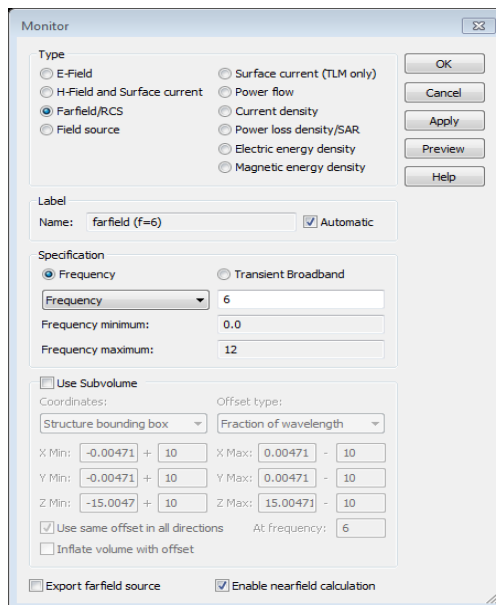 Monitor
Type
E-Field
H-Field and Surface current
Farfield/RCS
Field source
Surface current (TLM only)
Power flow
Current density
Power loss density/SAR
Electric energy density
Magnetic energy density
OK
Cancel
Apply
Preview
Help
Label
Name: farfield (f=6) Automatic
Specification
Frequency Transient Broadband
Frequency 6
Frequency minimum: 0.0
Frequency maximum: 12
Use Subvolume
Coordinates: Offset type:
Structure bounding box Fraction of wavelength
X Min: -0.00471 + 10 X Max: 0.00471 - 10
Y Min: -0.00471 + 10 Y Max: 0.00471 - 10
Z Min: -15.0047 + 10 Z Max: 15.00471 - 10
Use same offset in all directions At frequency: 6
Inflate volume with offset
Export farfield source Enable nearfield calculation